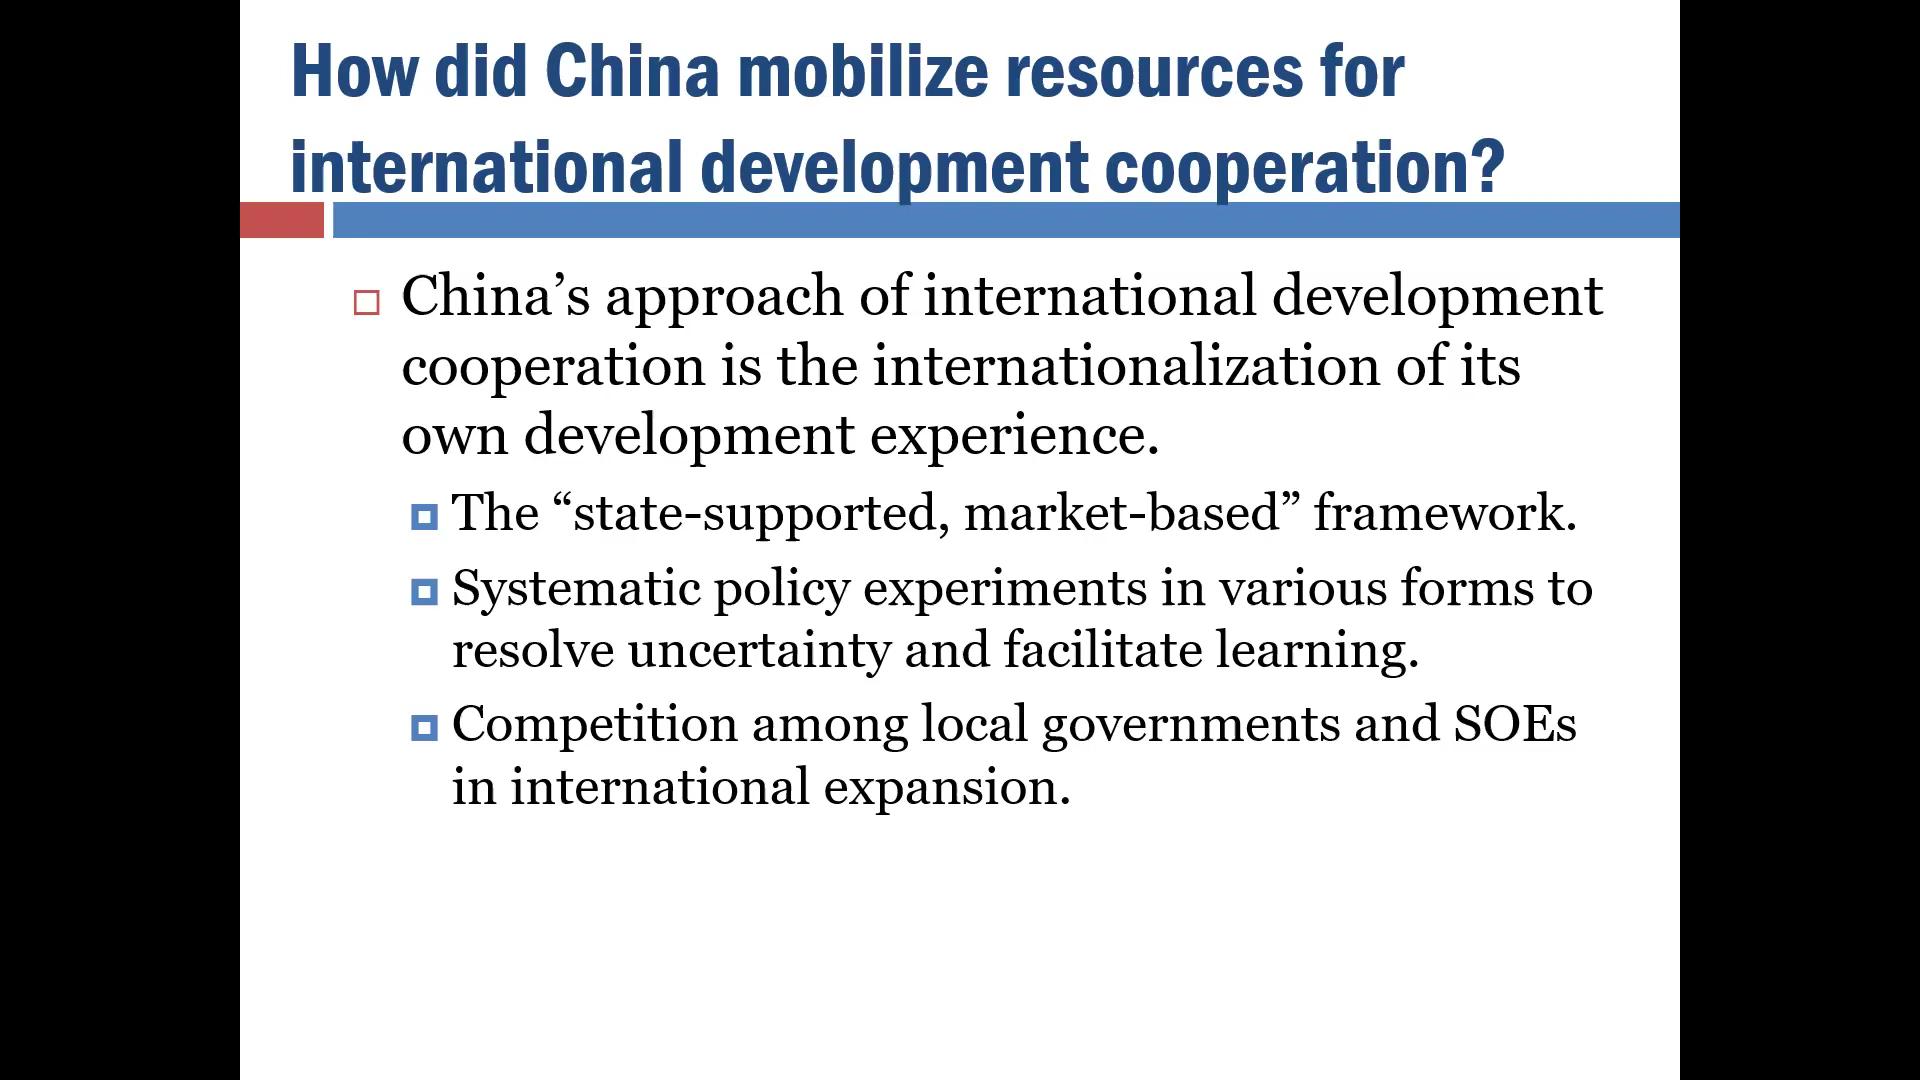 How did China mobilize resources for
international development cooperation?
China’s approach of international development
cooperation is the internationalization of its
own development experience.
The “state-supported, market-based” framework.
Systematic policy experiments in various forms to
resolve uncertainty and facilitate learning.
Competition among local governments and SOEs
in international expansion.